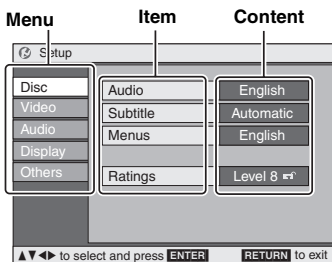 Menu Item Content
Setup
Disc Audio English
Video Subtitle Automatic
Audio Menus English
Display
Others Ratings Level 8
▲▼◀▶ to select and press ENTER RETURN to exit